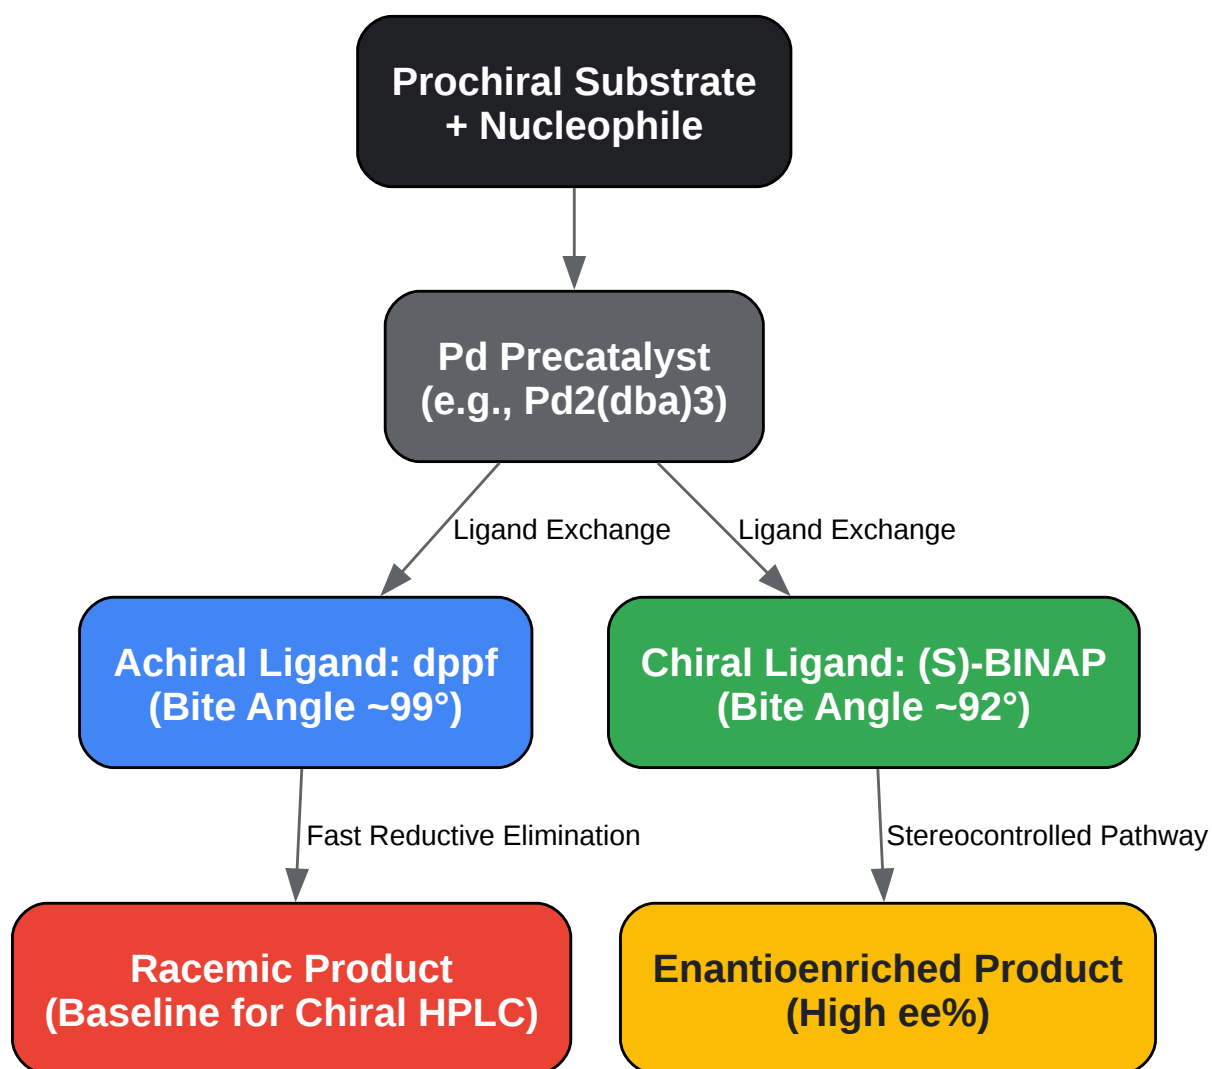 Prochiral Substrate
+ Nucleophile
Pd Precatalyst
(e.g., Pd2(dba)3)
Ligand Exchange
Ligand Exchange
Achiral Ligand: dppf
(Bite Angle ~99°)
Chiral Ligand: (S)-BINAP
(Bite Angle ~92°)
Fast Reductive Elimination
Stereocontrolled Pathway
Racemic Product
(Baseline for Chiral HPLC)
Enantioenriched Product
(High ee%)